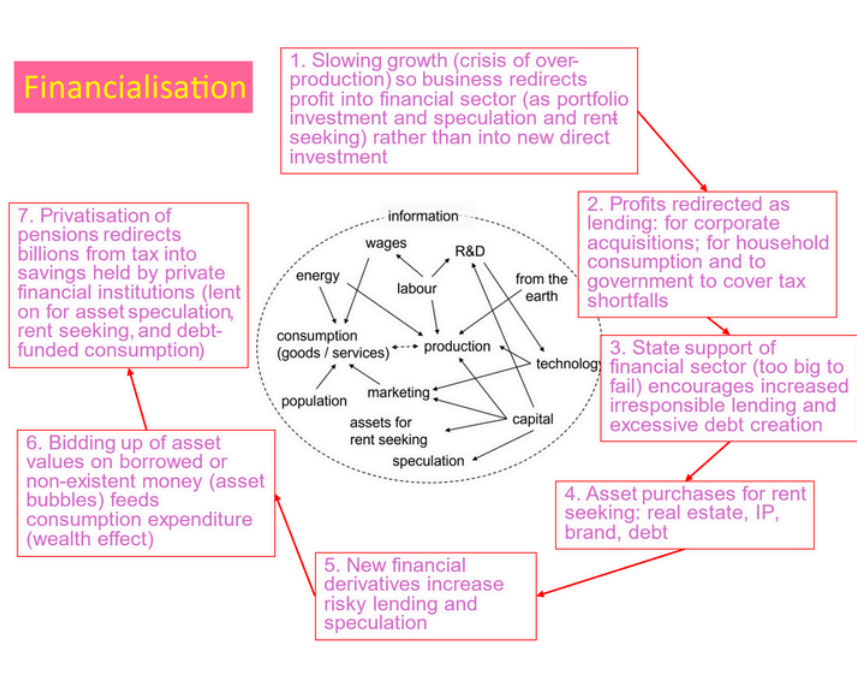 Financialisation
1. Slowing growth (crisis of over-
production) so business redirects
profit into financial sector (as portfolio
investment and speculation and rent
seeking) rather than into new direct
investment
2. Profits redirected as
lending: for corporate
acquisitions; for household
consumption and to
government to cover tax
shortfalls
3. State support of
financial sector (too big to
fail) encourages increased
irresponsible lending and
excessive debt creation
4. Asset purchases for rent
seeking: real estate, IP,
brand, debt
5. New financial
derivatives increase
risky lending and
speculation
6. Bidding up of asset
values on borrowed or
non-existent money (asset
bubbles) feeds
consumption expenditure
(wealth effect)
7. Privatisation of
pensions redirects
billions from tax into
savings held by private
financial institutions (lent
on for asset speculation,
rent seeking, and debt-
funded consumption)
information
wages
R&D
energy
labour
from the
earth
consumption
(goods / services)
production
technology
population
marketing
assets for
rent seeking
capital
speculation